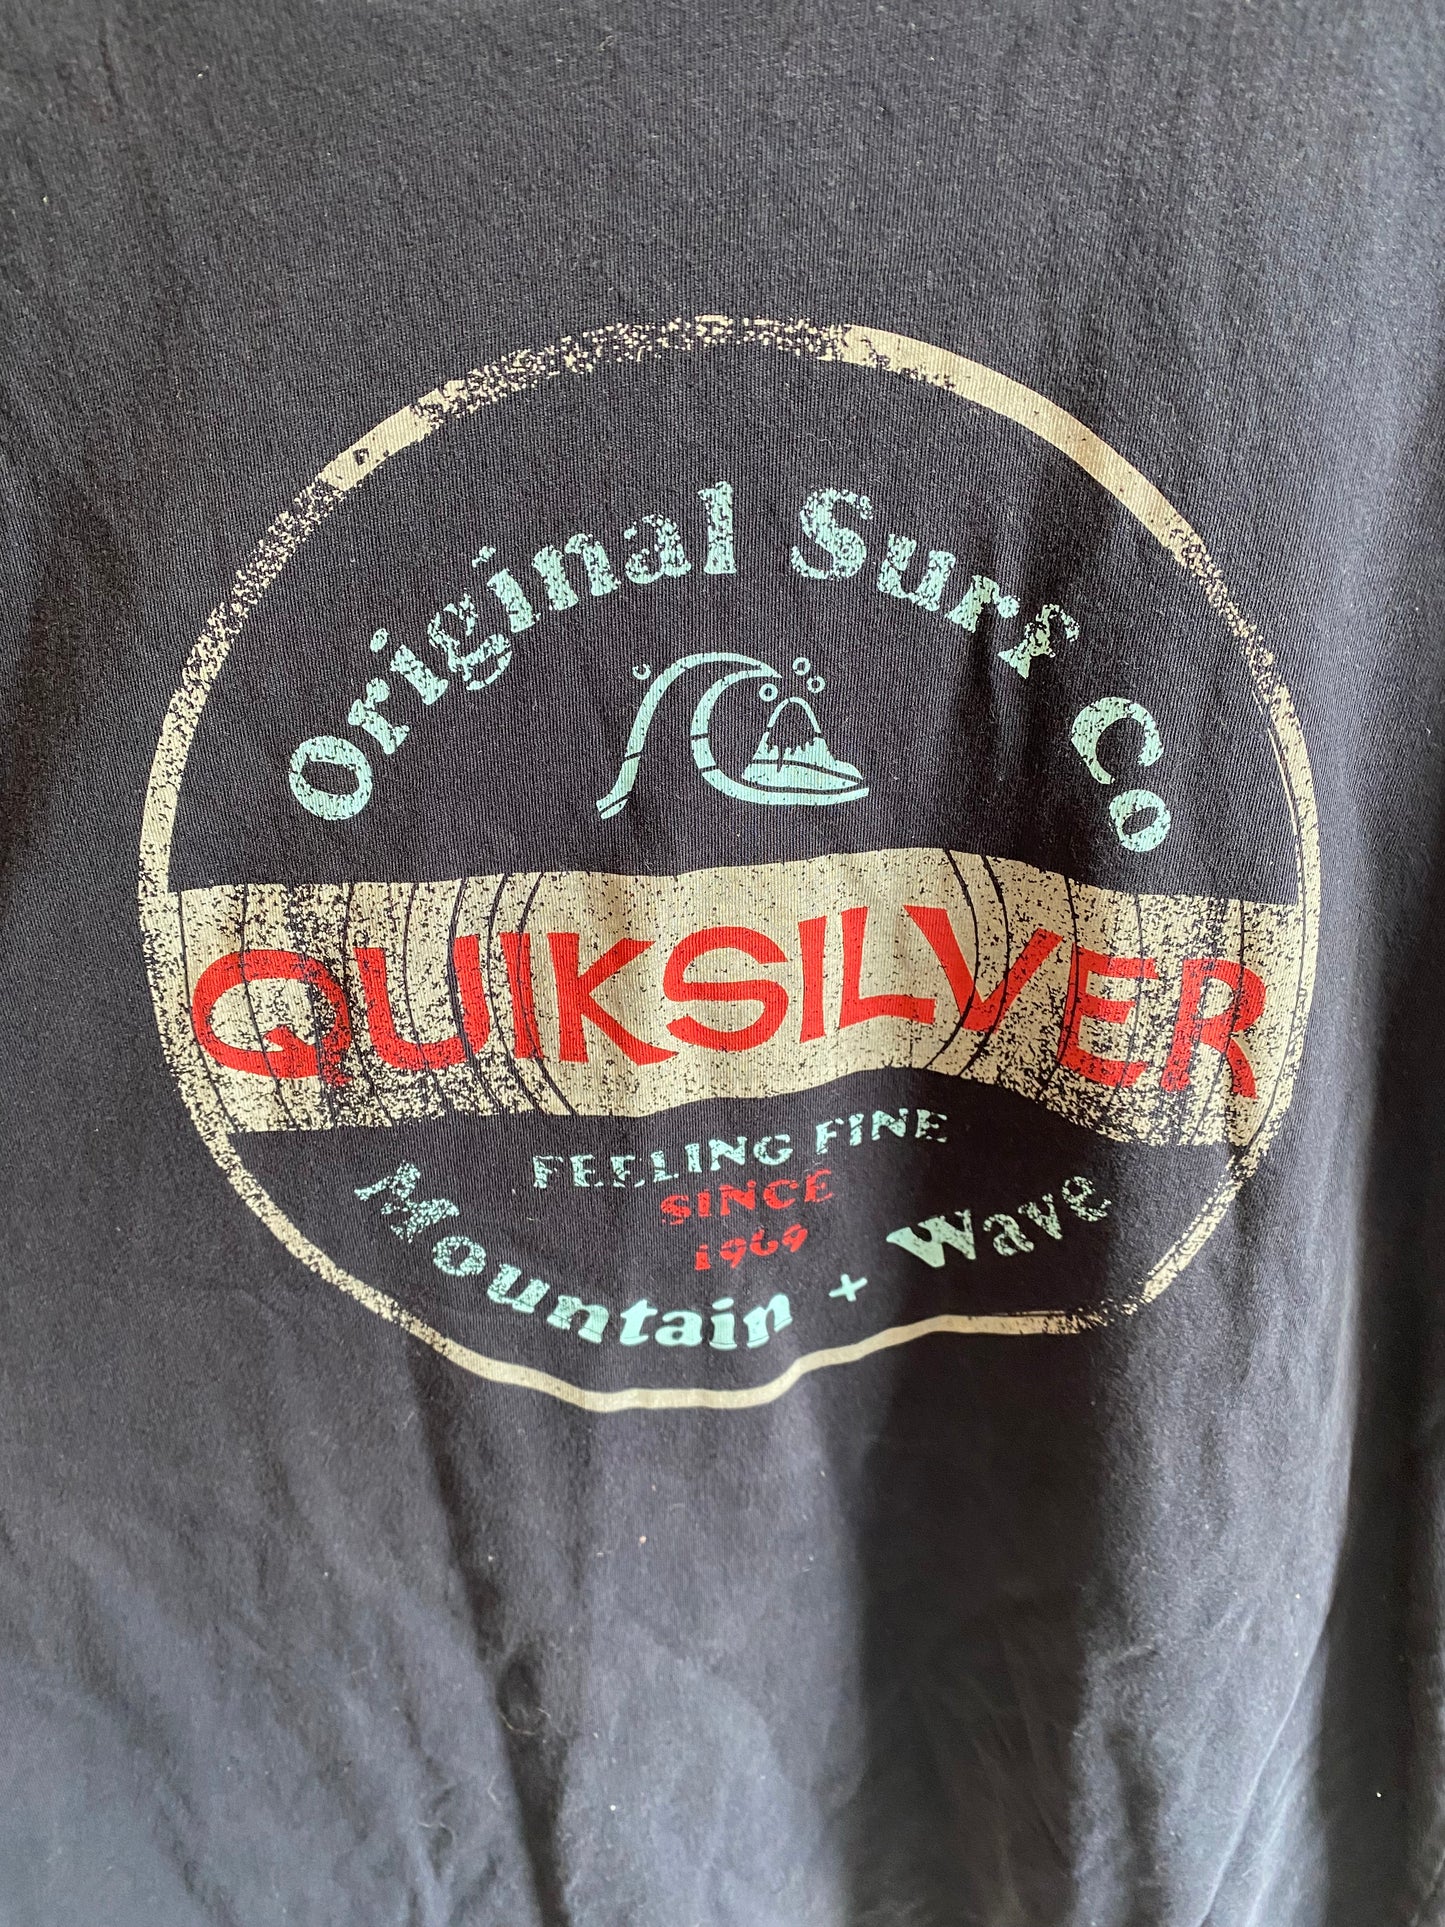 Original Surf Co
QUIKSILVER
FEELING FINE
SINCE
1969
Mountain + Wave